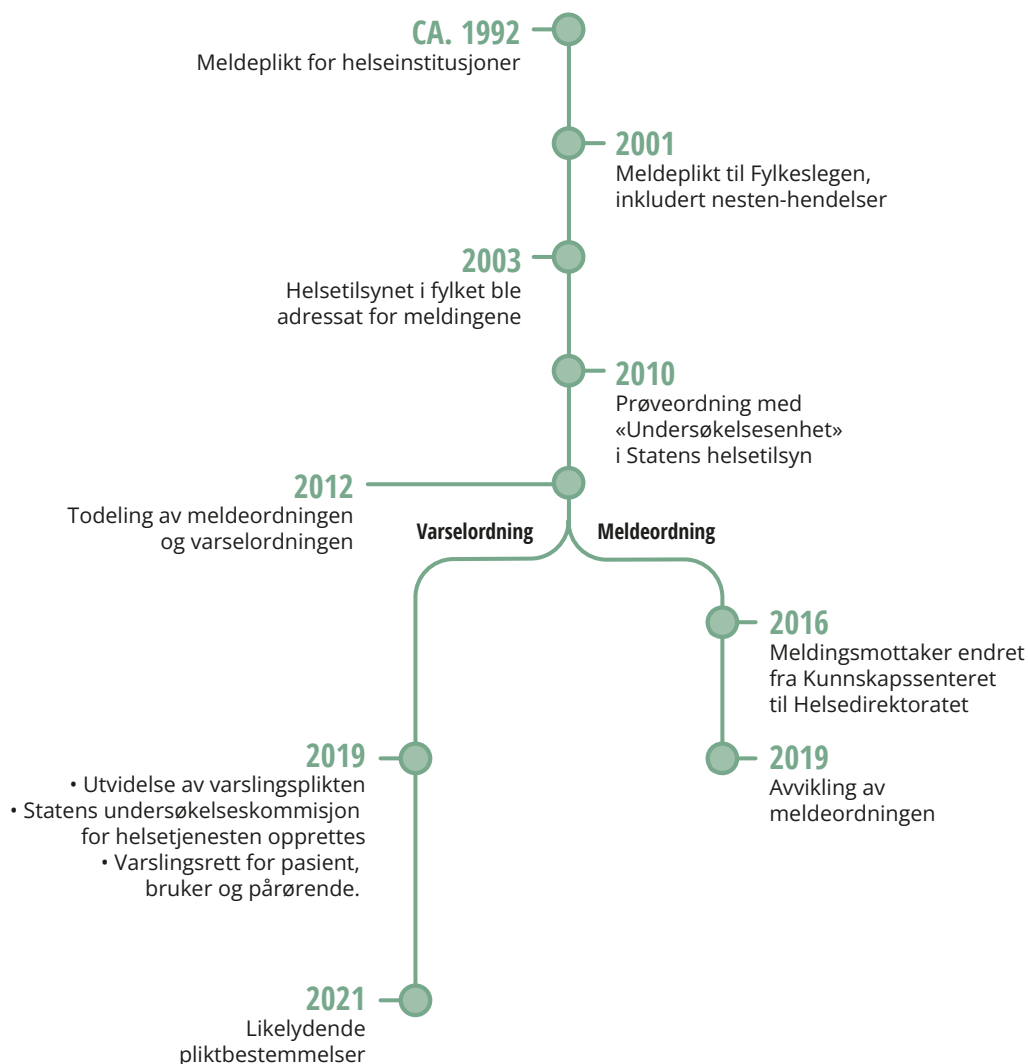 CA. 1992
Meldeplikt for helseinstitusjoner
2001
Meldeplikt til Fylkeslegen,
inkludert nesten-hendelser
2003
Helsetilsynet i fylket ble
adressat for meldingene
2010
Prøveordning med
«Undersøkelsesenhet»
i Statens helsetilsyn
2012
Todeling av meldeordningen
og varselordningen
Varselordning
Meldeordning
2016
Meldingsmottaker endret
fra Kunnskapssenteret
til Helsedirektoratet
2019
• Utvidelse av varslingsplikten
• Statens undersøkelseskommisjon
for helsetjenesten opprettes
• Varslingsrett for pasient,
bruker og pårørende.
2019
Avvikling av
meldeordningen
2021
Likelydende
pliktbestemmelser